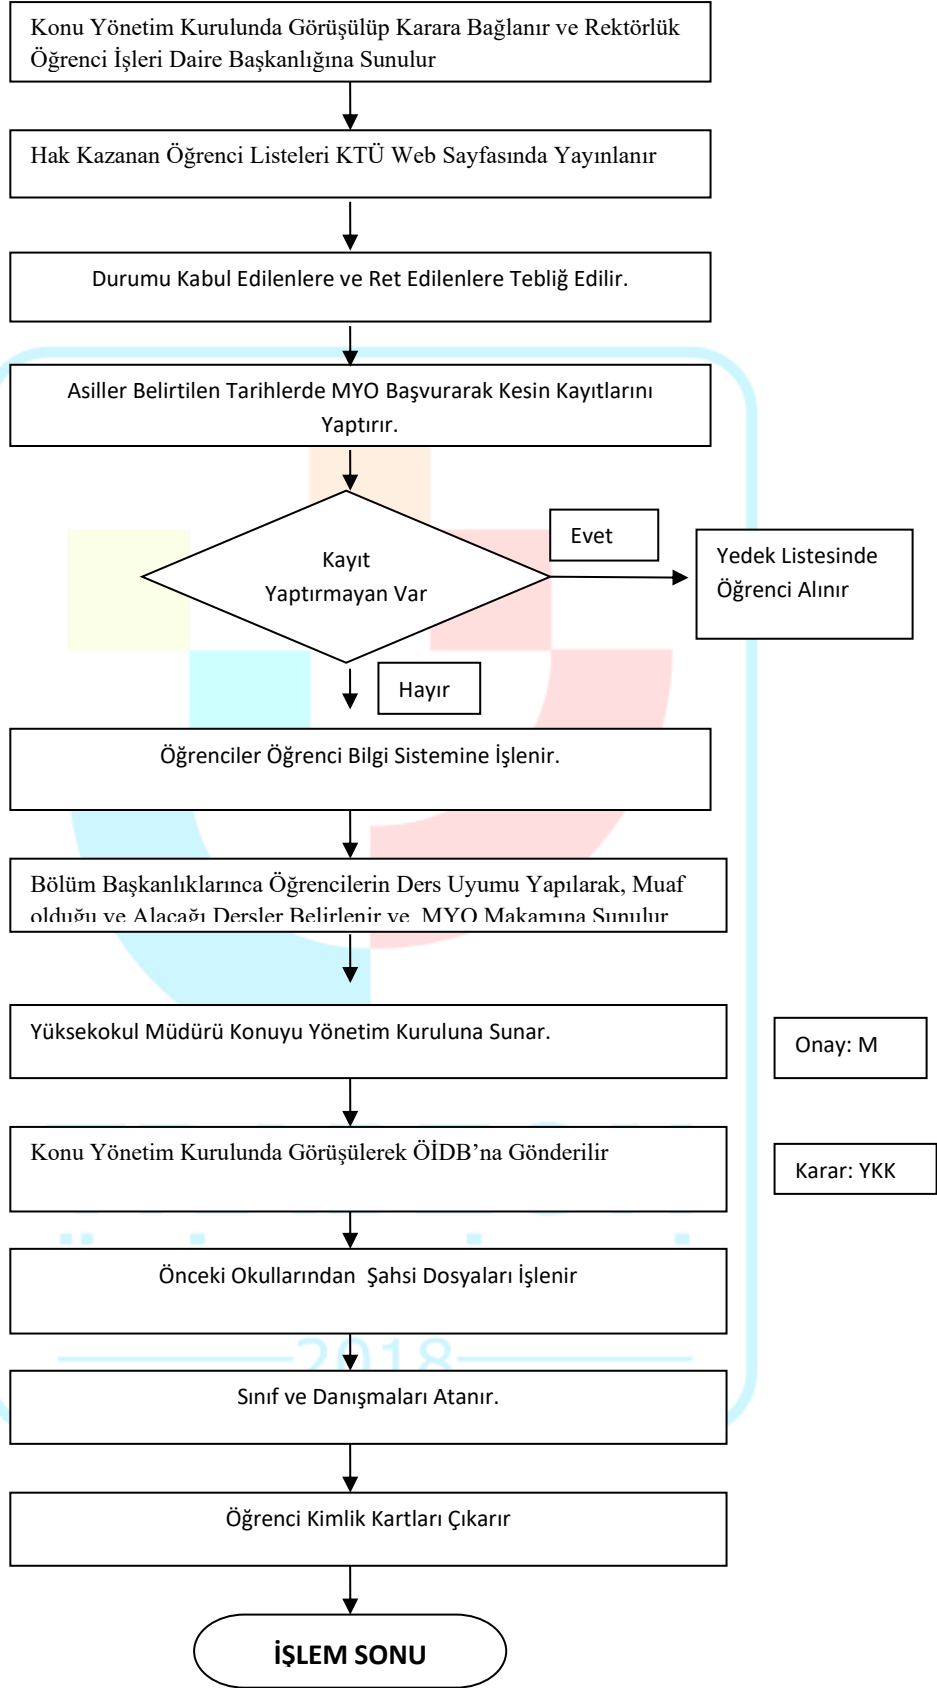 Konu Yönetim Kurulunda Görüşülüp Karara Bağlanır ve Rektörlük
Öğrenci İşleri Daire Başkanlığına Sunulur
Hak Kazanan Öğrenci Listeleri KTÜ Web Sayfasında Yayınlanır
Durumu Kabul Edilenlere ve Ret Edilenlere Tebliğ Edilir.
Asiller Belirtilen Tarihlerde MYO Başvurarak Kesin Kayıtlarını
Yaptırır.
Kayıt
Yaptırmayan Var
Evet
Yedek Listesinde
Öğrenci Alınır
Hayır
Öğrenciler Öğrenci Bilgi Sistemine İşlenir.
Bölüm Başkanlıklarınca Öğrencilerin Ders Uyumu Yapılarak, Muaf
olduğu ve Alacağı Dersler Belirlenir ve MYO Makamına Sunulur
Yüksekokul Müdürü Konuyu Yönetim Kuruluna Sunar.
Onay: M
Konu Yönetim Kurulunda Görüşülerek ÖİDB’na Gönderilir
Karar: YKK
Önceki Okullarından Şahsi Dosyaları İşlenir
2018
Sınıf ve Danışmaları Atanır.
Öğrenci Kimlik Kartları Çıkarır
İŞLEM SONU